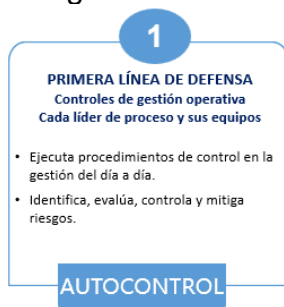 1
PRIMERA LÍNEA DE DEFENSA
Controles de gestión operativa
Cada líder de proceso y sus equipos
• Ejecuta procedimientos de control en la
gestión del día a día.
• Identifica, evalúa, controla y mitiga
riesgos.
AUTOCONTROL